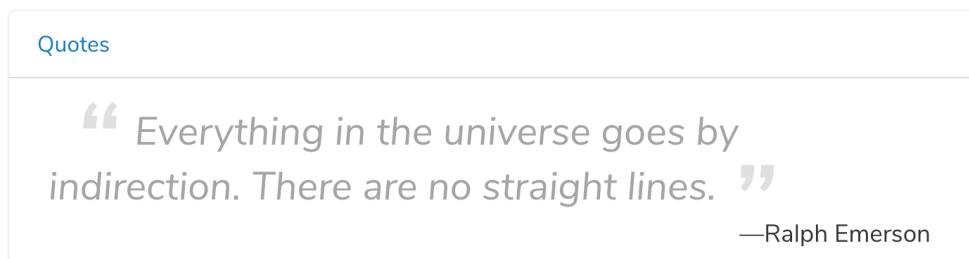 Quotes
“ Everything in the universe goes by
indirection. There are no straight lines. ”
—Ralph Emerson